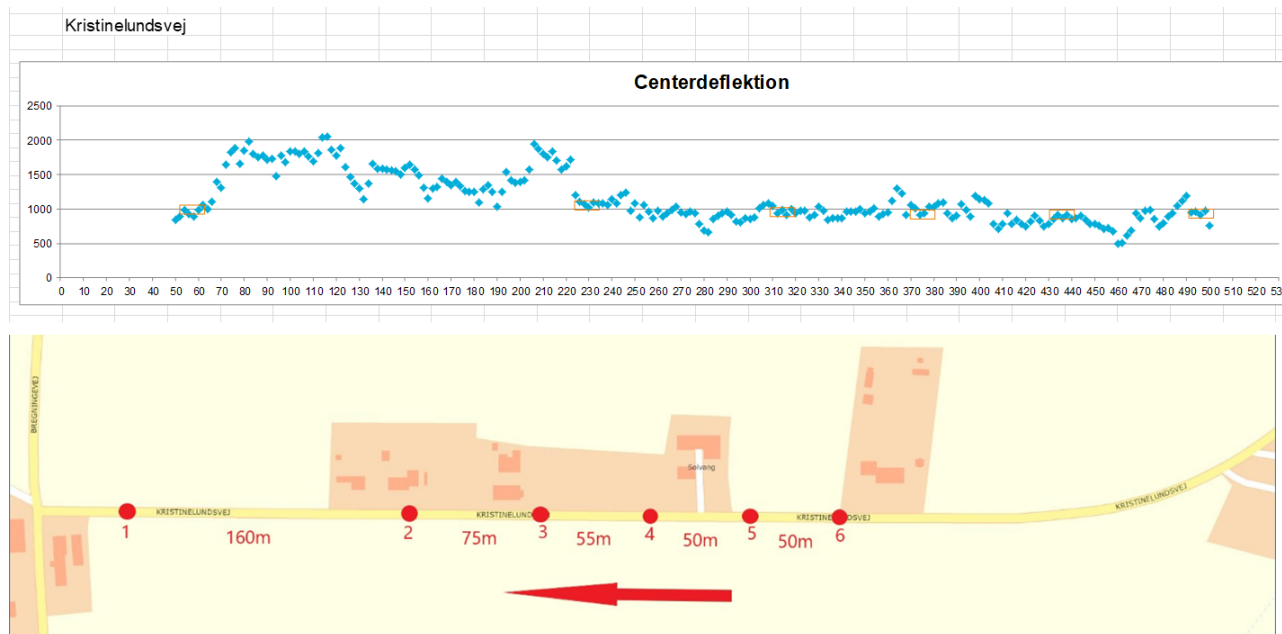 Kristinelundsvej
Centerdeflektion
2500
2000
1500
1000
500
0
0 10 20 30 40 50 60 70 80 90 100 110 120 130 140 150 160 170 180 190 200 210 220 230 240 250 260 270 280 290 300 310 320 330 340 350 360 370 380 390 400 410 420 430 440 450 460 470 480 490 500 510 520 53
BREGNINGEVEJ
Solvang
KRISTINELUNDSVEJ
KRISTINELUND
KRISTINE DSVEJ
KRISTINELUNDSVEJ
1 160m 2 75m 3 55m 4 50m 5 50m 6